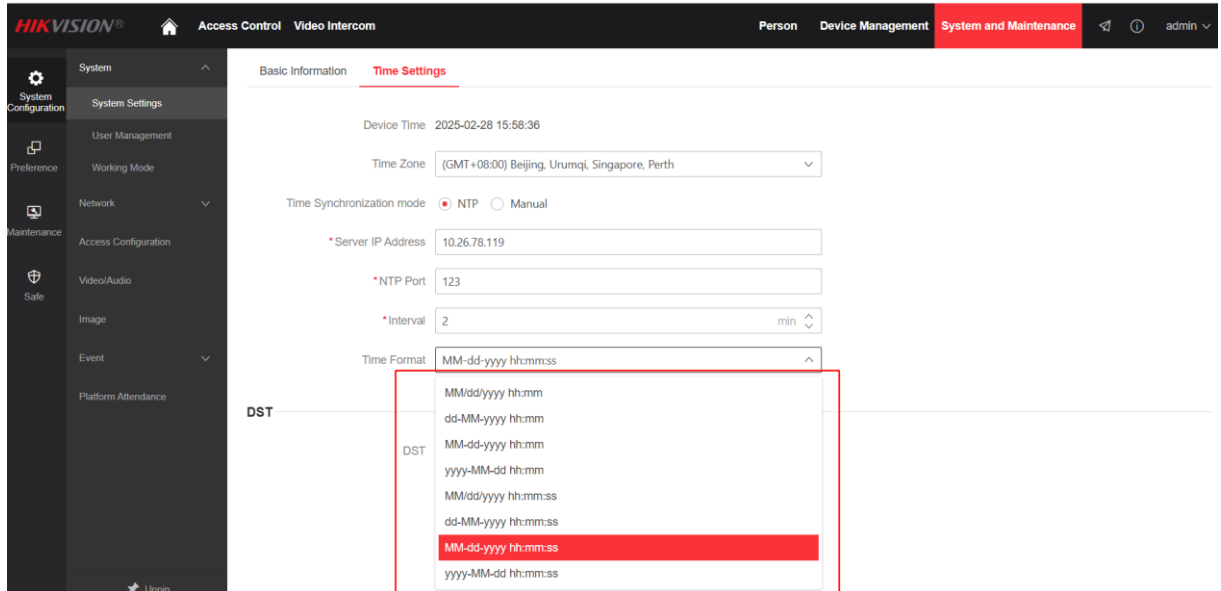 HIKVISION® Access Control Video Intercom Person Device Management System and Maintenance admin
System Configuration
Preference
Maintenance
Safe
System
System Settings
User Management
Working Mode
Network
Access Configuration
Video/Audio
Image
Event
Platform Attendance
Unpin
Basic Information Time Settings
Device Time 2025-02-28 15:58:36
Time Zone (GMT+08:00) Beijing, Urumqi, Singapore, Perth
Time Synchronization mode NTP Manual
*Server IP Address 10.26.78.119
*NTP Port 123
*Interval 2 min
Time Format MM-dd-yyyy hh:mm:ss
MM/dd/yyyy hh:mm
dd-MM-yyyy hh:mm
MM-dd-yyyy hh:mm
yyyy-MM-dd hh:mm
MM/dd/yyyy hh:mm:ss
dd-MM-yyyy hh:mm:ss
MM-dd-yyyy hh:mm:ss
yyyy-MM-dd hh:mm:ss
DST
DST